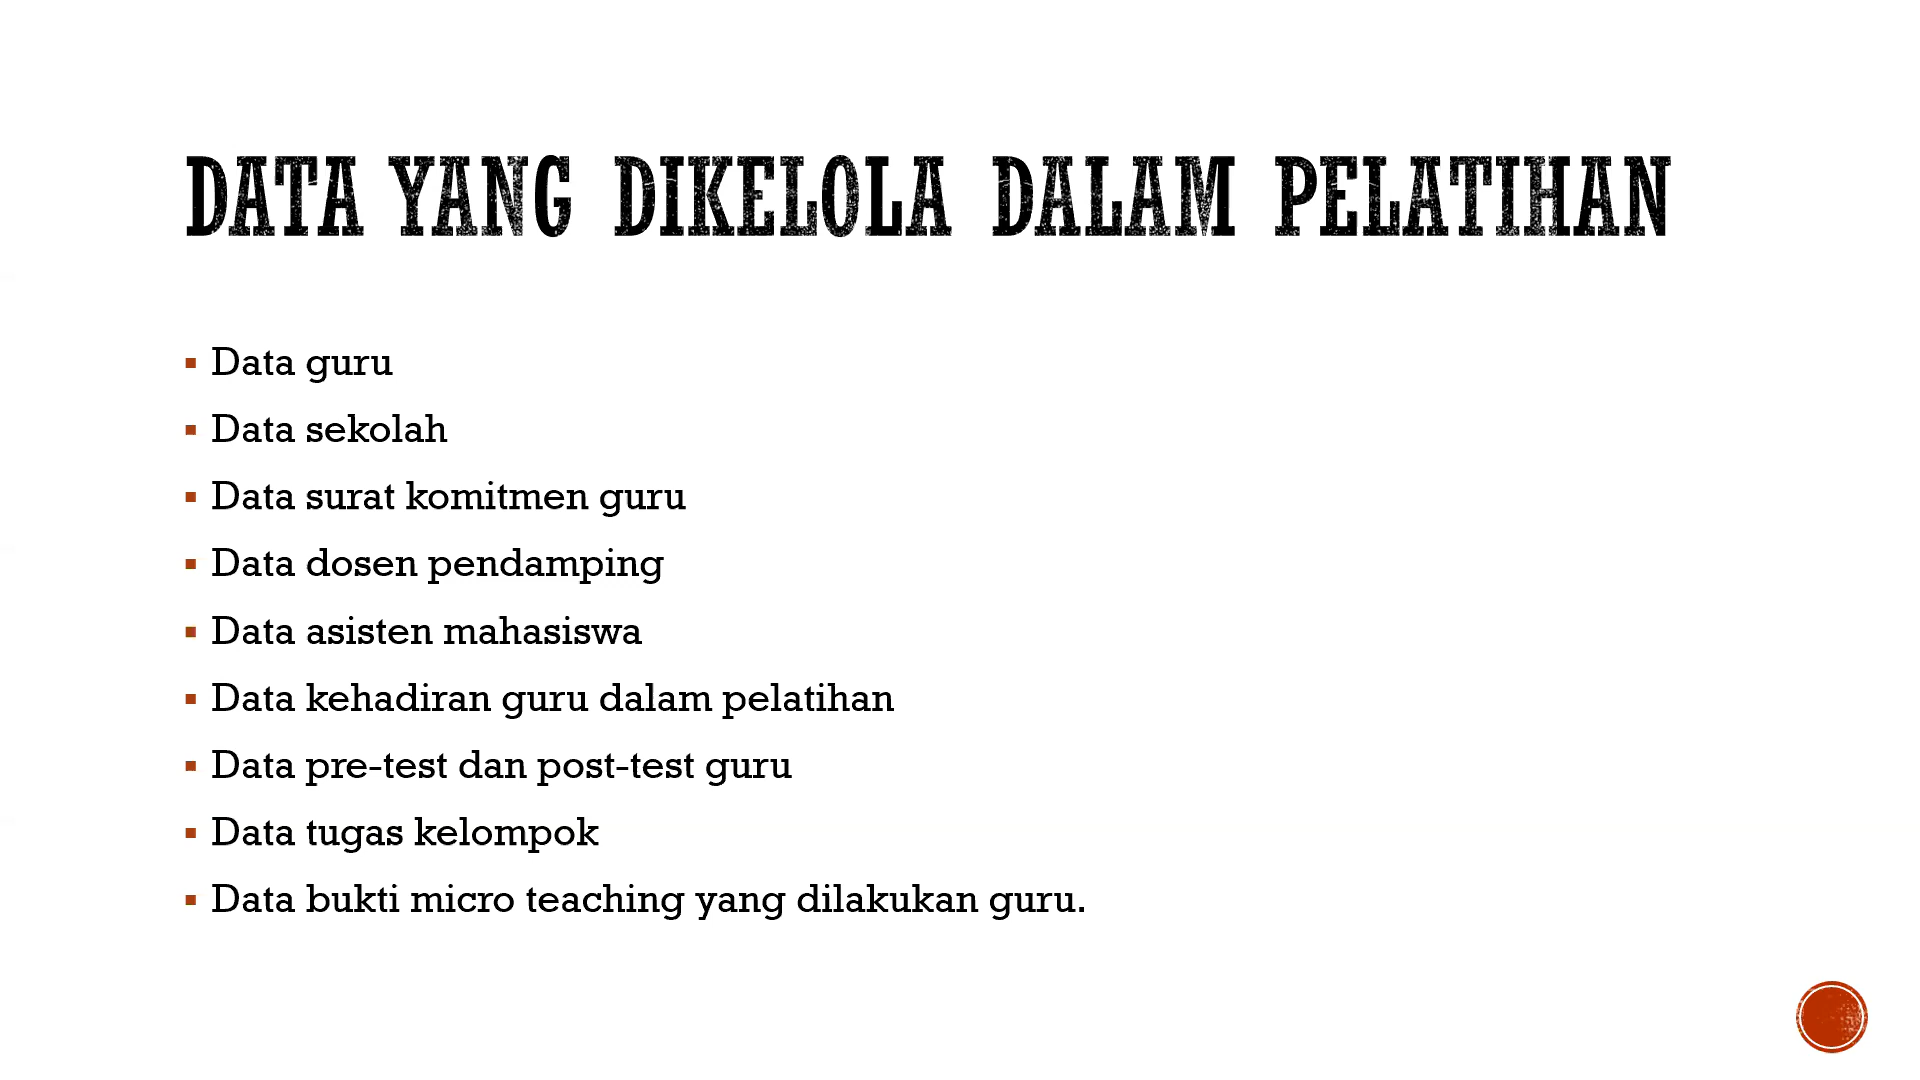 DATA YANG DIKELOLA DALAM PELATIHAN
▪ Data guru
▪ Data sekolah
▪ Data surat komitmen guru
▪ Data dosen pendamping
▪ Data asisten mahasiswa
▪ Data kehadiran guru dalam pelatihan
▪ Data pre-test dan post-test guru
▪ Data tugas kelompok
▪ Data bukti micro teaching yang dilakukan guru.